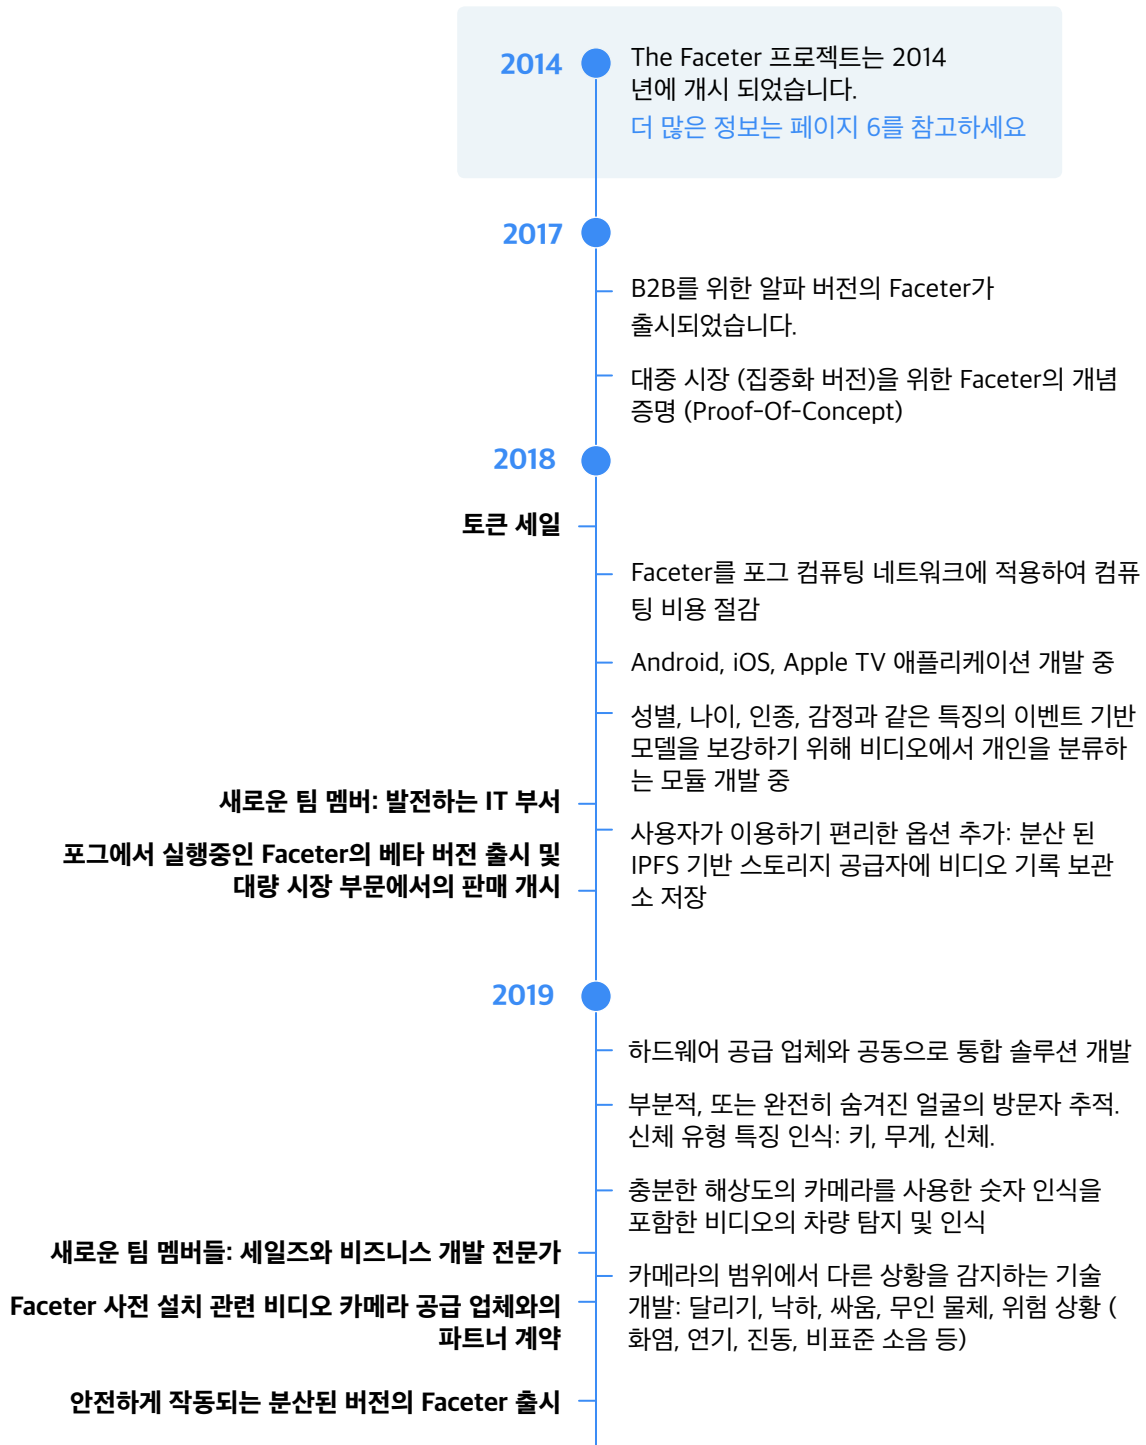 2014
The Faceter 프로젝트는 2014
년에 개시 되었습니다.
더 많은 정보는 페이지 6를 참고하세요
2017
B2B를 위한 알파 버전의 Faceter가
출시되었습니다.
대중 시장 (집중화 버전)을 위한 Faceter의 개념
증명 (Proof-Of-Concept)
2018
토큰 세일
Faceter를 포그 컴퓨팅 네트워크에 적용하여 컴퓨
팅 비용 절감
Android, iOS, Apple TV 애플리케이션 개발 중
성별, 나이, 인종, 감정과 같은 특징의 이벤트 기반
모델을 보강하기 위해 비디오에서 개인을 분류하
는 모듈 개발 중
새로운 팀 멤버: 발전하는 IT 부서
사용자가 이용하기 편리한 옵션 추가: 분산 된
IPFS 기반 스토리지 공급자에 비디오 기록 보관
소 저장
포그에서 실행중인 Faceter의 베타 버전 출시 및
대량 시장 부문에서의 판매 개시
2019
하드웨어 공급 업체와 공동으로 통합 솔루션 개발
부분적, 또는 완전히 숨겨진 얼굴의 방문자 추적.
신체 유형 특징 인식: 키, 무게, 신체.
충분한 해상도의 카메라를 사용한 숫자 인식을
포함한 비디오의 차량 탐지 및 인식
새로운 팀 멤버들: 세일즈와 비즈니스 개발 전문가
카메라의 범위에서 다른 상황을 감지하는 기술
개발: 달리기, 낙하, 싸움, 무인 물체, 위험 상황 (
화염, 연기, 진동, 비표준 소음 등)
Faceter 사전 설치 관련 비디오 카메라 공급 업체와의
파트너 계약
안전하게 작동되는 분산된 버전의 Faceter 출시